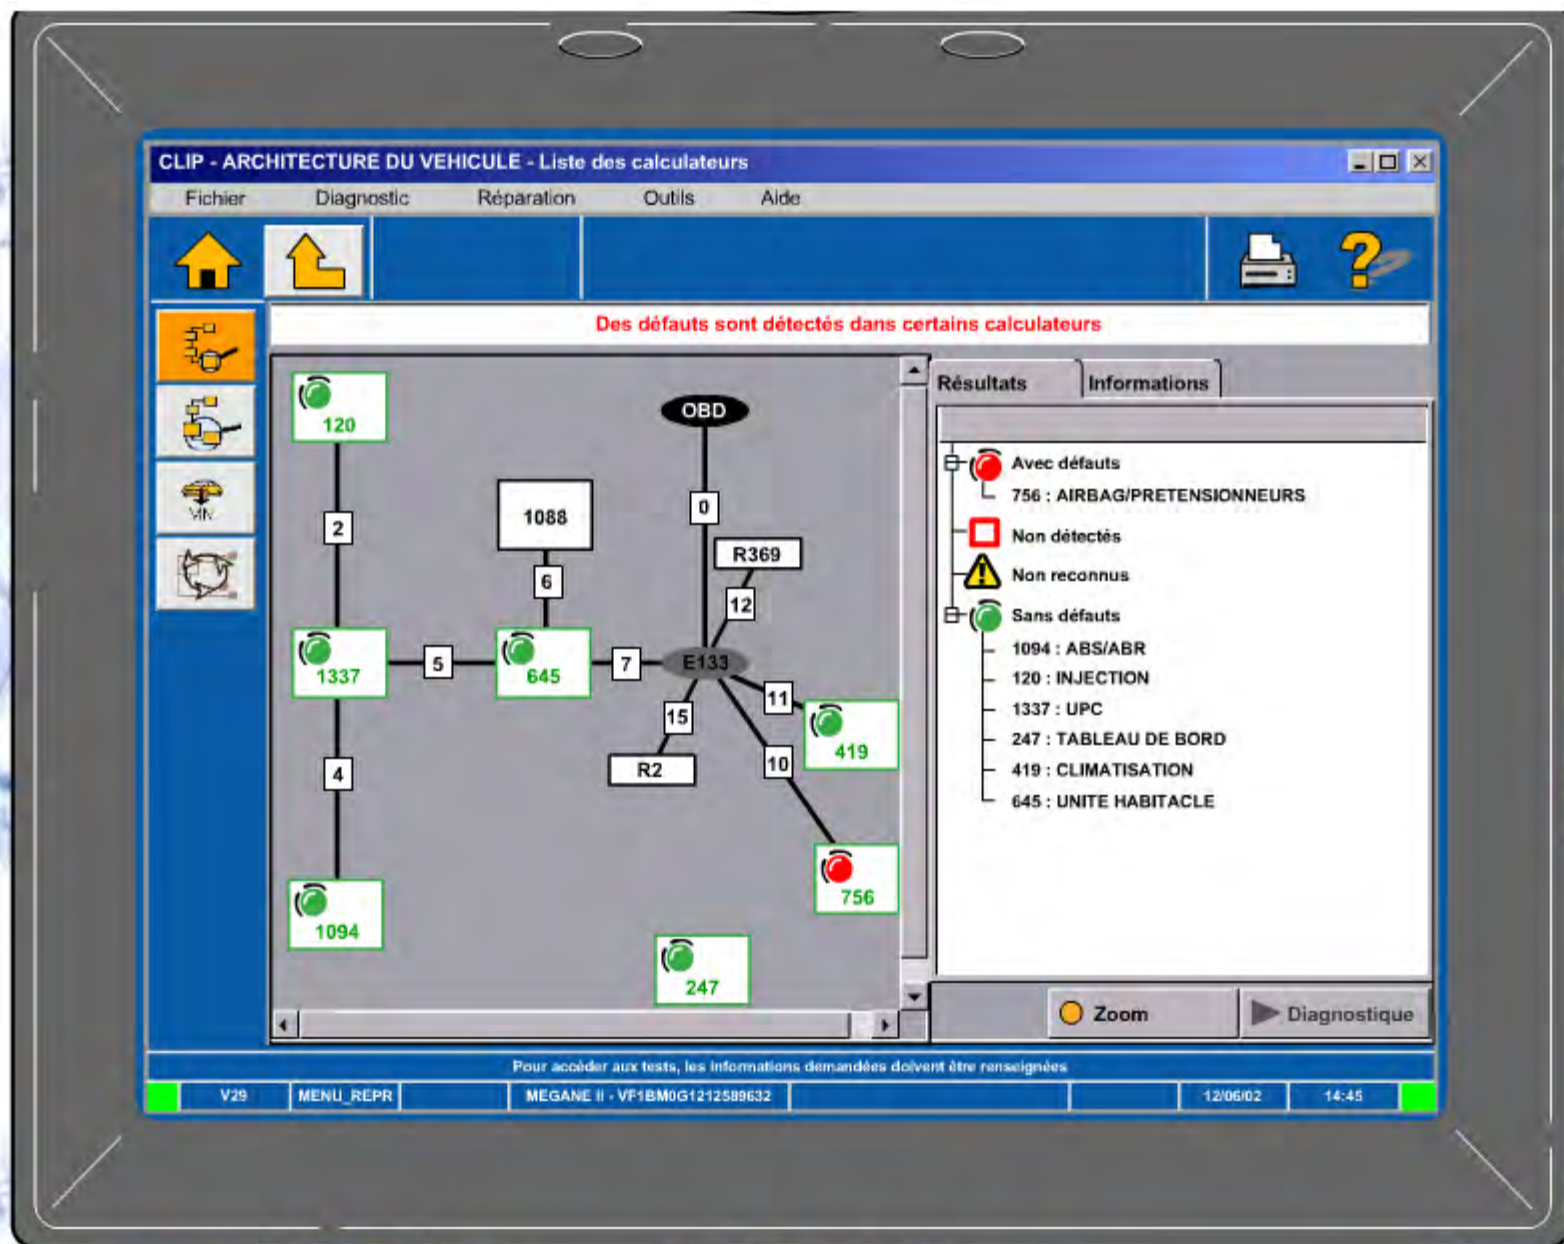 CLIP - ARCHITECTURE DU VEHICULE - Liste des calculateurs
Fichier Diagnostic Réparation Outils Aide
MN
Des défauts sont détectés dans certains calculateurs
120
OBD
2
1088
0
R369
6
12
1337
5
645
7
E133
15
11
419
R2
10
4
756
1094
247
Résultats Informations
Avec défauts
756 : AIRBAG/PRETENSIONNEURS
Non détectés
Non reconnus
Sans défauts
1094 : ABS/ABR
120 : INJECTION
1337 : UPC
247 : TABLEAU DE BORD
419 : CLIMATISATION
645 : UNITE HABITACLE
Zoom Diagnostique
Pour accéder aux tests, les informations demandées doivent être renseignées
V29 MENU_REPR MEGANE II - VF1BM0G1212589632 12/06/02 14:45